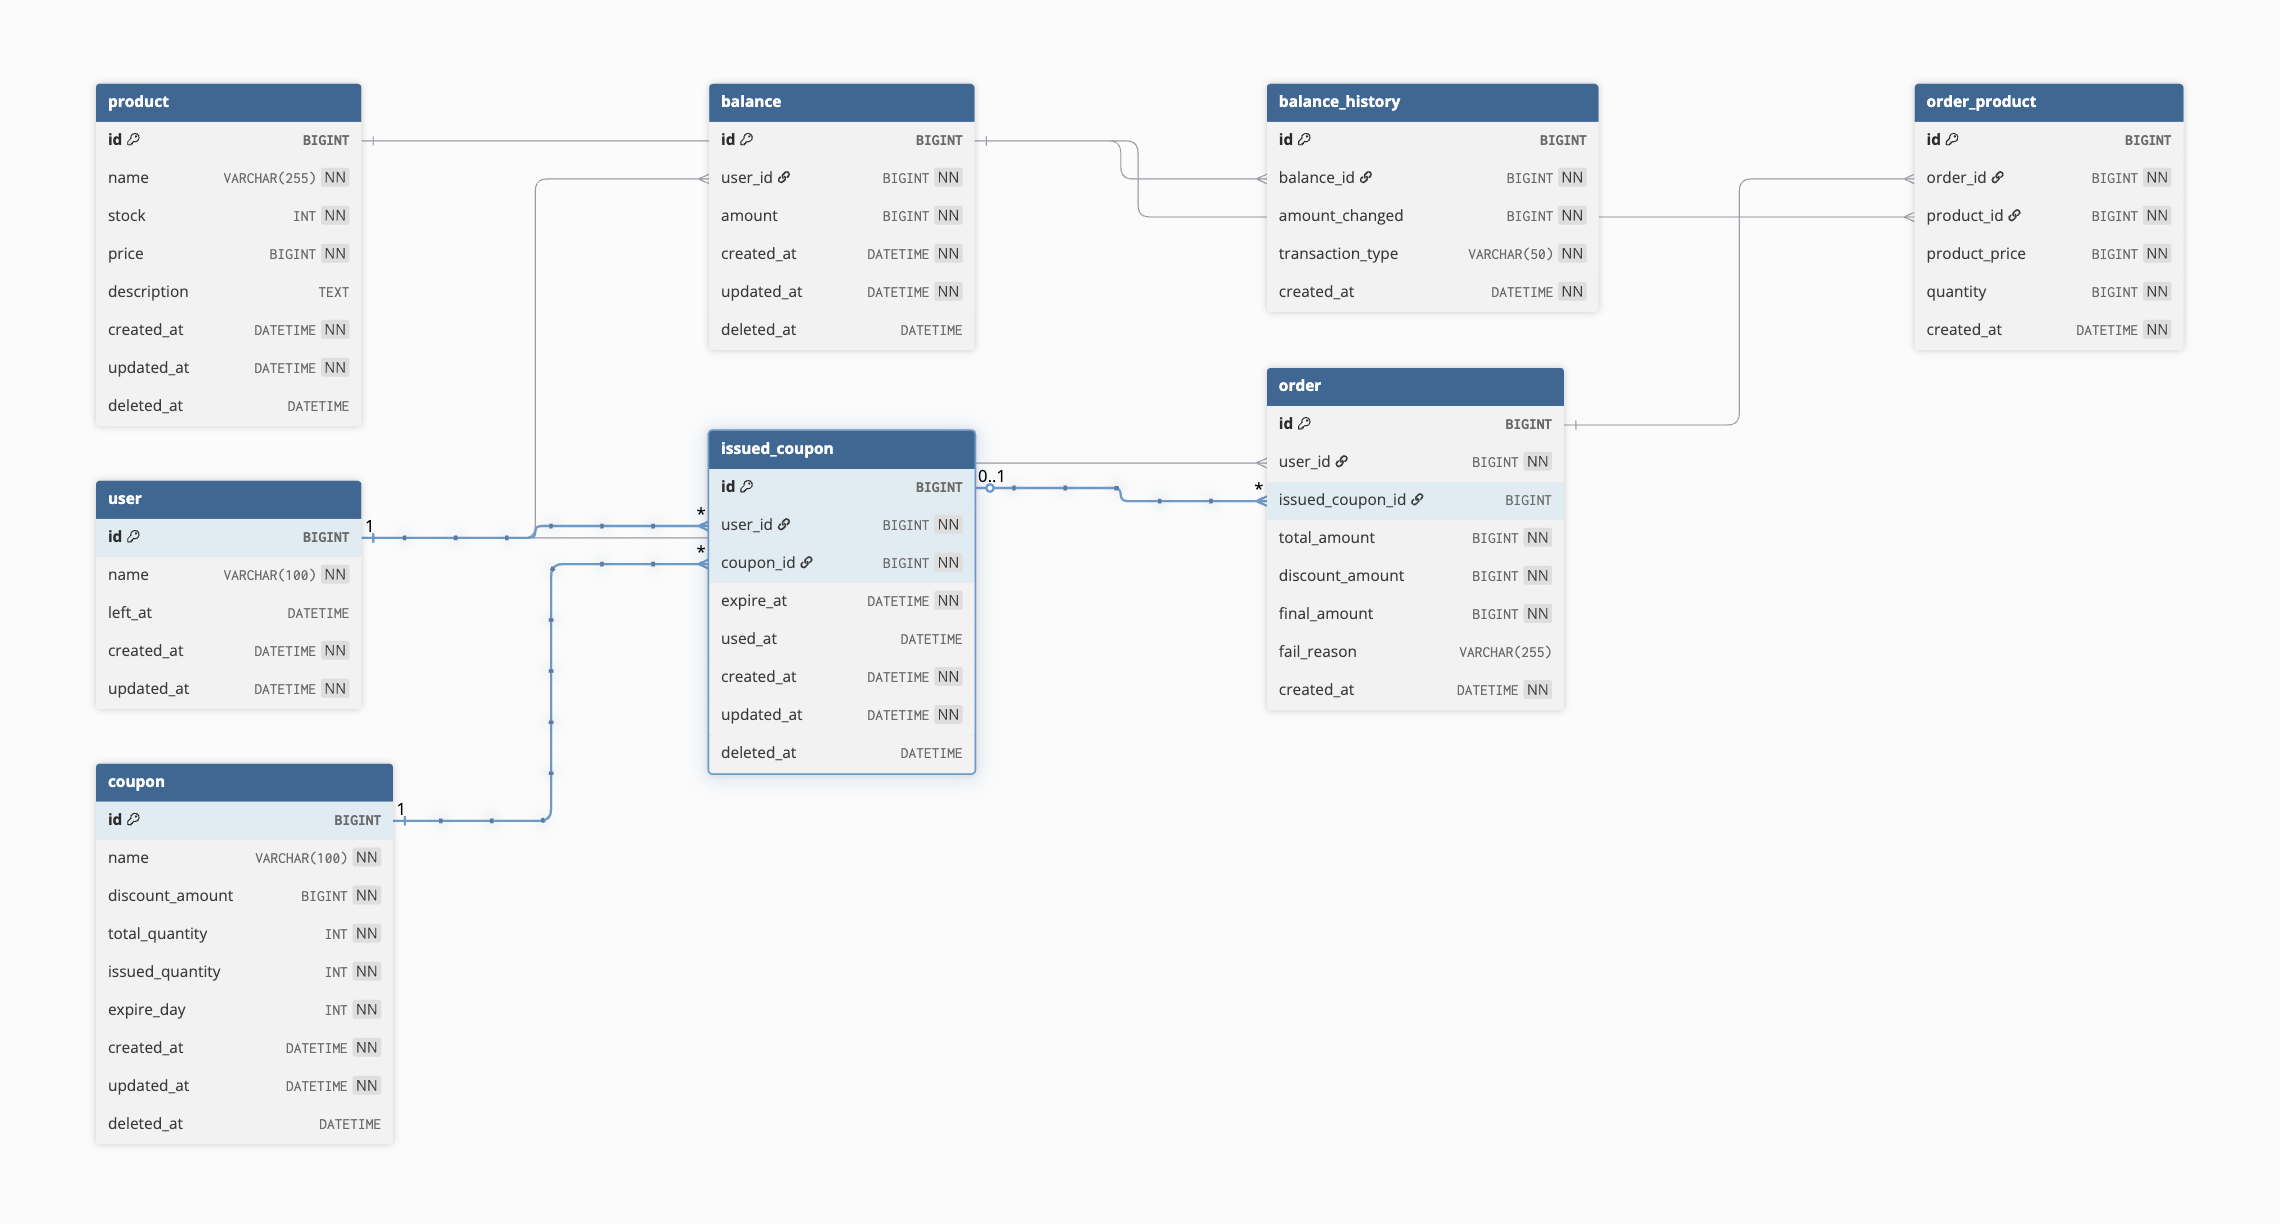 product
id BIGINT
name VARCHAR(255) NN
stock INT NN
price BIGINT NN
description TEXT
created_at DATETIME NN
updated_at DATETIME NN
deleted_at DATETIME
balance
id BIGINT
user_id BIGINT NN
amount BIGINT NN
created_at DATETIME NN
updated_at DATETIME NN
deleted_at DATETIME
balance_history
id BIGINT
balance_id BIGINT NN
amount_changed BIGINT NN
transaction_type VARCHAR(50) NN
created_at DATETIME NN
order_product
id BIGINT
order_id BIGINT NN
product_id BIGINT NN
product_price BIGINT NN
quantity BIGINT NN
created_at DATETIME NN
user
id BIGINT
name VARCHAR(100) NN
left_at DATETIME
created_at DATETIME NN
updated_at DATETIME NN
1
*
*
issued_coupon
id BIGINT
user_id BIGINT NN
coupon_id BIGINT NN
expire_at DATETIME NN
used_at DATETIME
created_at DATETIME NN
updated_at DATETIME NN
deleted_at DATETIME
0..1
*
order
id BIGINT
user_id BIGINT NN
issued_coupon_id BIGINT
total_amount BIGINT NN
discount_amount BIGINT NN
final_amount BIGINT NN
fail_reason VARCHAR(255)
created_at DATETIME NN
coupon
id BIGINT
name VARCHAR(100) NN
discount_amount BIGINT NN
total_quantity INT NN
issued_quantity INT NN
expire_day INT NN
created_at DATETIME NN
updated_at DATETIME NN
deleted_at DATETIME
1